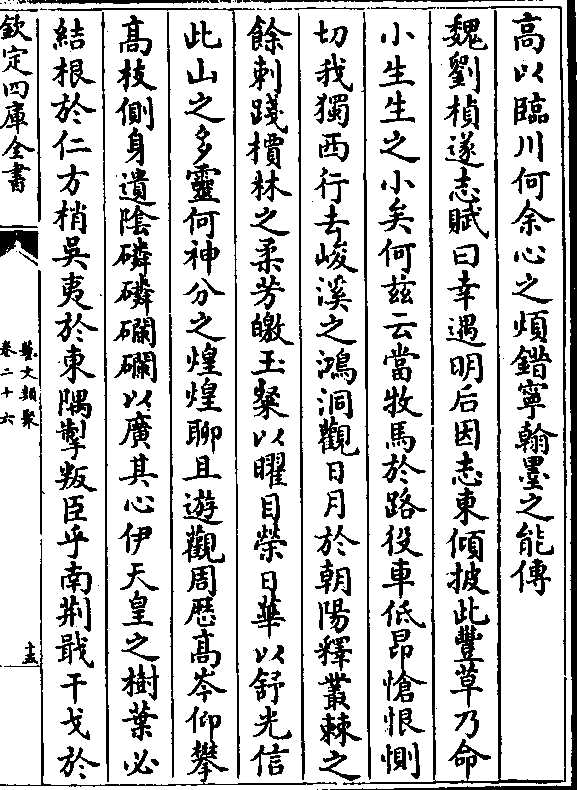 高以臨川何余心之煩錯寧翰墨之能傳
魏劉楨遂志賦曰幸遇明后因志東傾披此豐草乃命
小生生之小矣何兹云當牧馬於路役車低昂愴恨惻
切我獨西行去峻溪之鴻洞觀日月於朝陽釋叢棘之
餘刺踐檟林之柔芳皦玉粲以曜目榮日華以舒光信
此山之多靈何神分之煌煌聊且遊觀周歷高岑仰攀
髙枝側身遺陰磷磷𥗴𥗴以廣其心伊天皇之樹葉必
結根於仁方梢吳夷於東隅掣叛臣乎南荆戢干戈於
欽定四庫全書
藝文類聚
卷二十六
十五